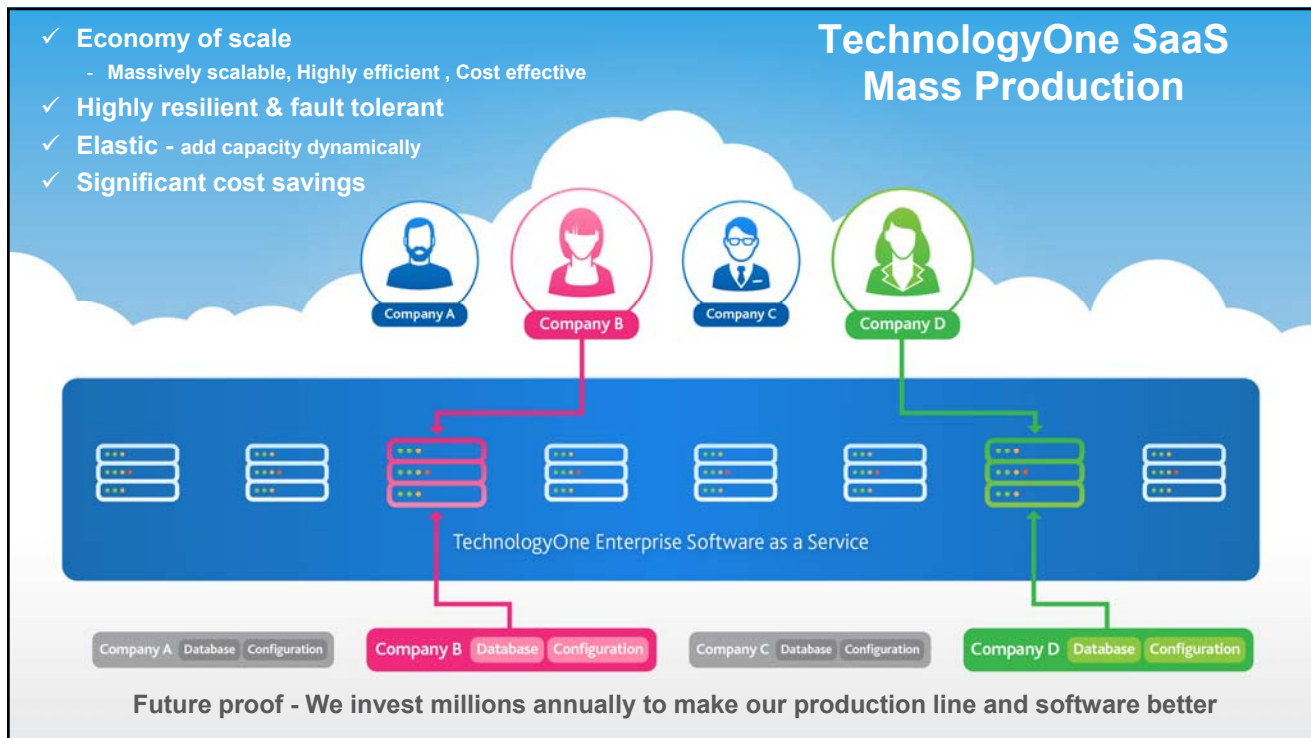 ✓ Economy of scale
- Massively scalable, Highly efficient , Cost effective
✓ Highly resilient & fault tolerant
✓ Elastic - add capacity dynamically
✓ Significant cost savings
TechnologyOne SaaS
Mass Production
Company A
Company B
Company C
Company D
TechnologyOne Enterprise Software as a Service
Company A Database Configuration
Company B Database Configuration
Company C Database Configuration
Company D Database Configuration
Future proof - We invest millions annually to make our production line and software better